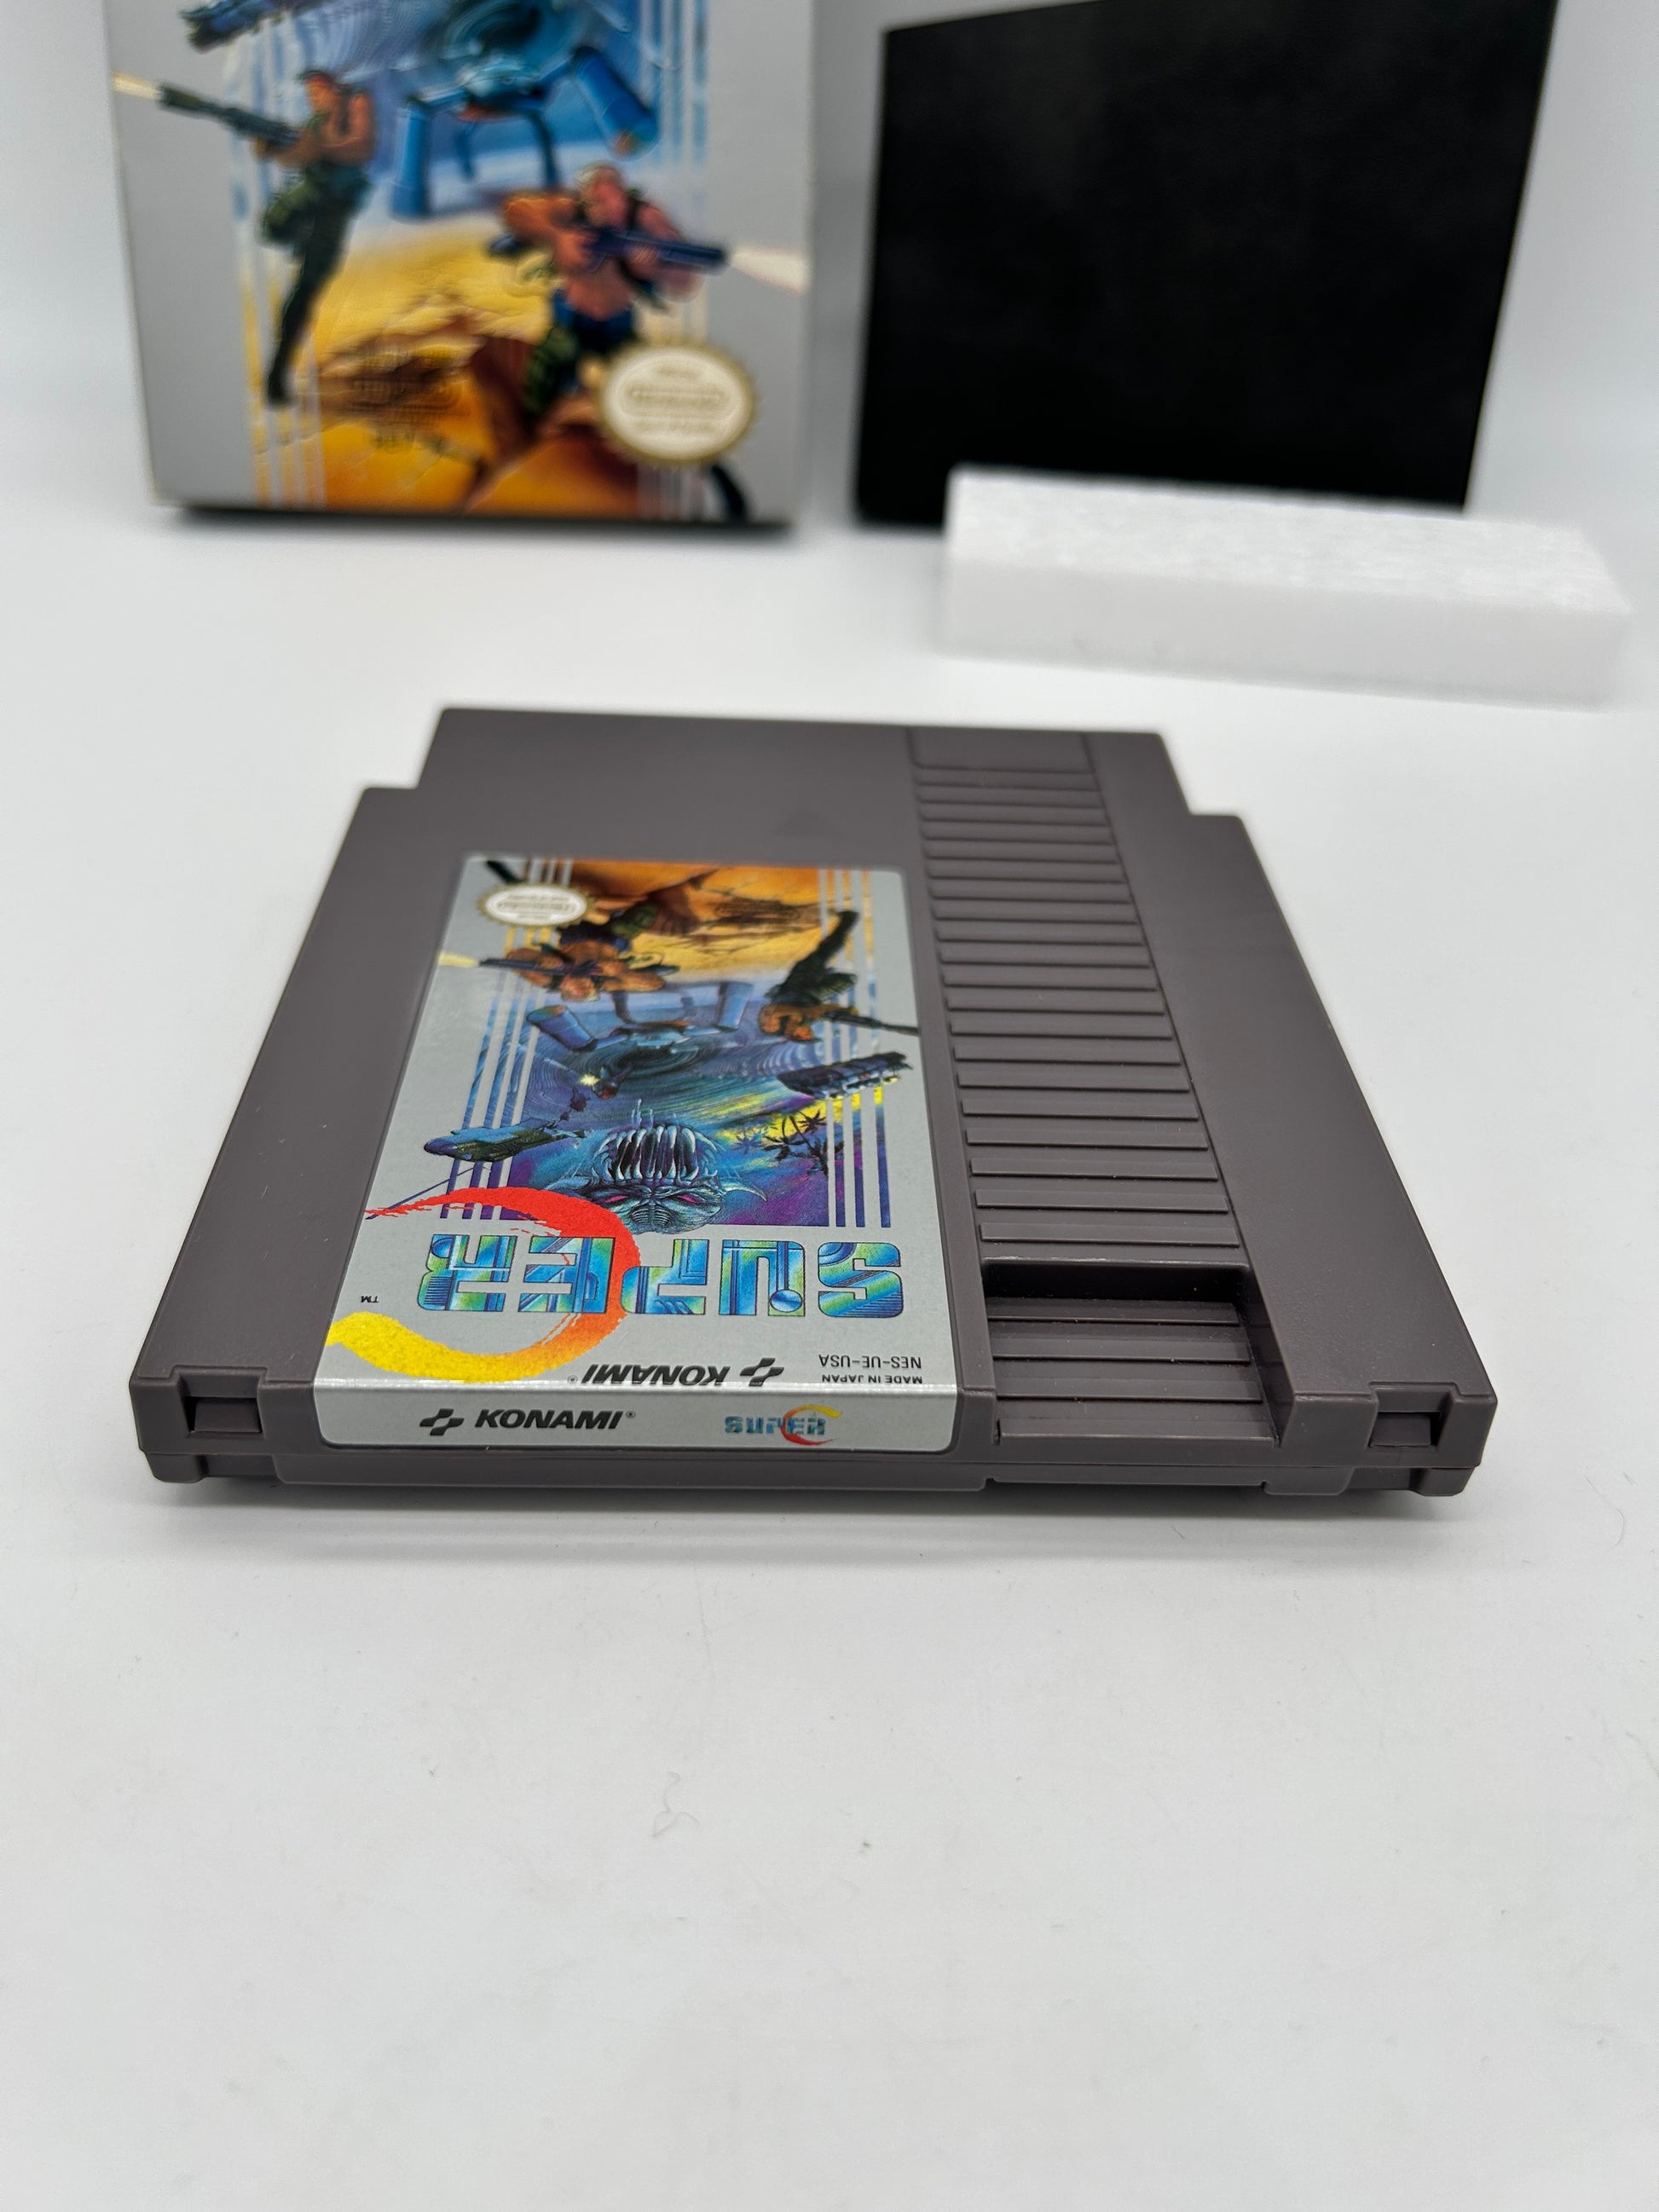 SUPER C
TM
KONAMI®
NES-UE-USA
MADE IN JAPAN
KONAMI®
SUPER C